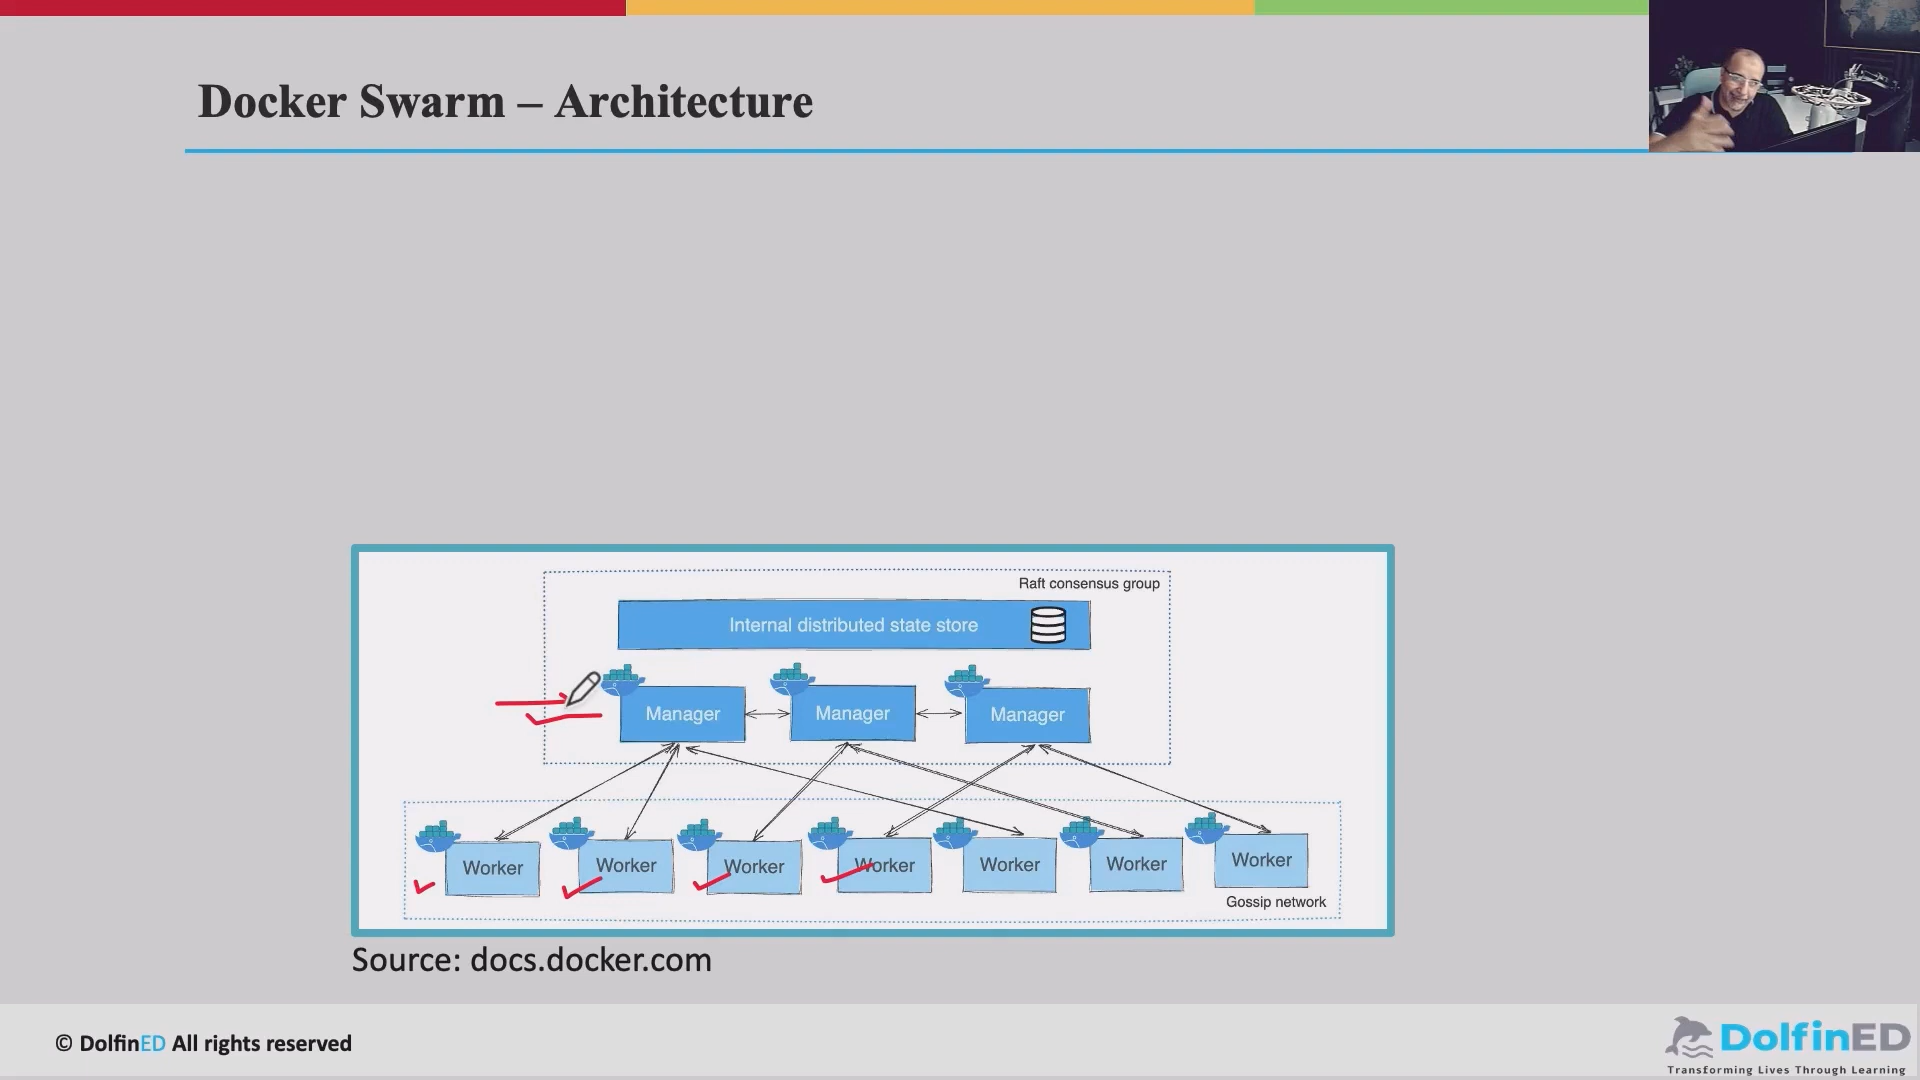 Docker Swarm – Architecture
Raft consensus group
Internal distributed state store
Manager
Manager
Manager
Worker
Worker
Worker
Worker
Worker
Worker
Worker
Gossip network
Source: docs.docker.com
© DolfinED All rights reserved
DolfinED
Transforming Lives Through Learning